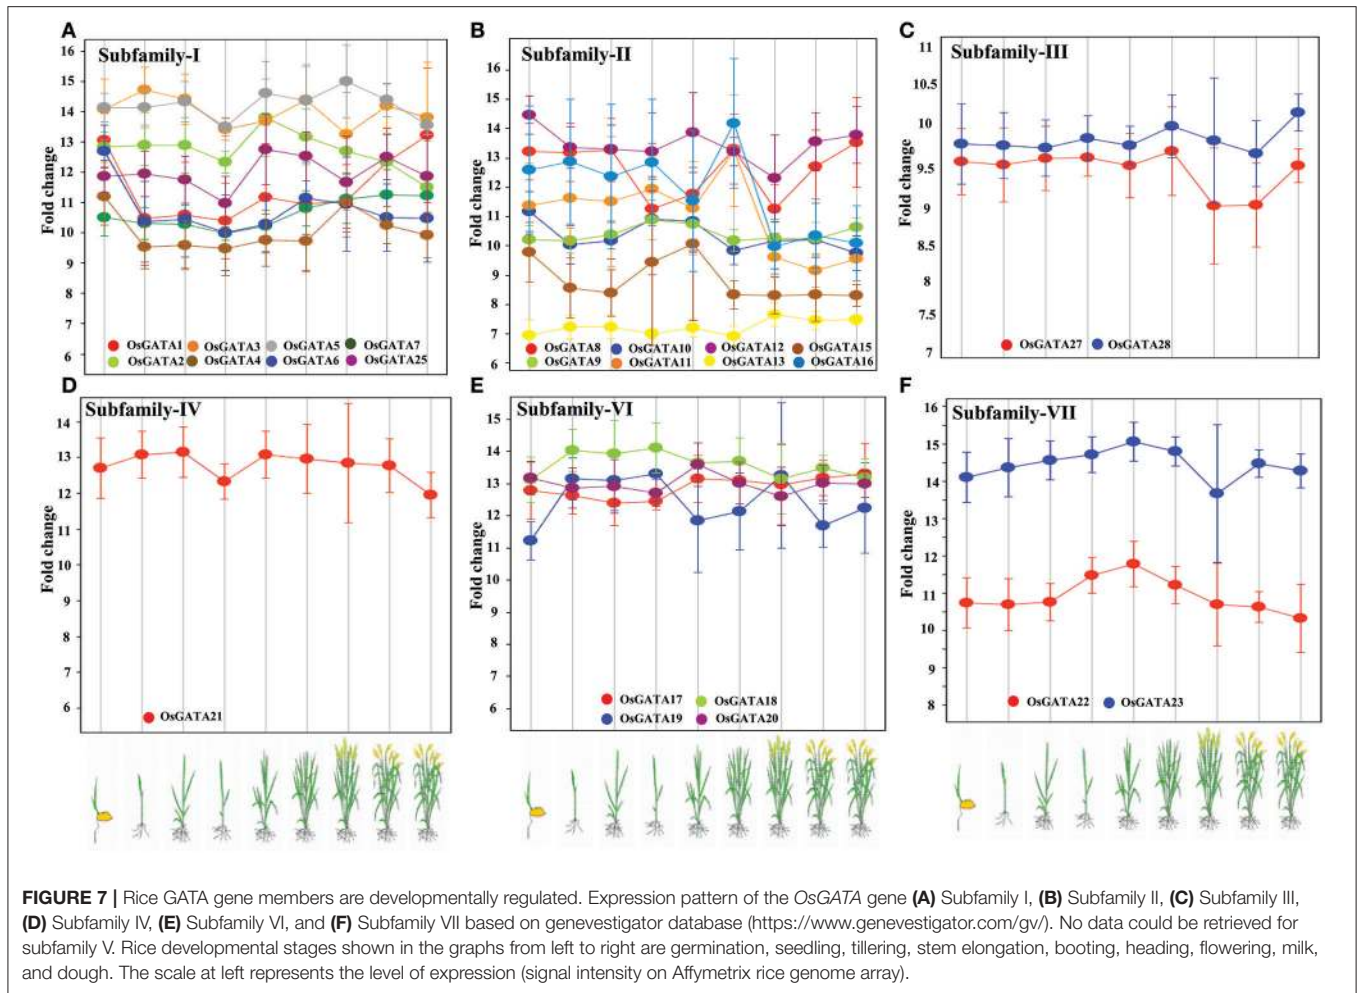 A
Subfamily-I
Fold change
16
15
14
13
12
11
10
9
8
7
6
OsGATA1 OsGATA3 OsGATA5 OsGATA7
OsGATA2 OsGATA4 OsGATA6 OsGATA25
B
Subfamily-II
Fold change
16
15
14
13
12
11
10
9
8
7
6
OsGATA8 OsGATA10 OsGATA12 OsGATA15
OsGATA9 OsGATA11 OsGATA13 OsGATA16
C
Subfamily-III
Fold change
11
10.5
10
9.5
9
8.5
8
7.5
7
OsGATA27 OsGATA28
D
Subfamily-IV
Fold change
14
13
12
11
10
9
8
7
6
OsGATA21
E
Subfamily-VI
Fold change
15
14
13
12
11
10
9
8
7
6
OsGATA17 OsGATA18
OsGATA19 OsGATA20
F
Subfamily-VII
Fold change
16
15
14
13
12
11
10
9
8
OsGATA22 OsGATA23
FIGURE 7 | Rice GATA gene members are developmentally regulated. Expression pattern of the OsGATA gene (A) Subfamily I, (B) Subfamily II, (C) Subfamily III,
(D) Subfamily IV, (E) Subfamily VI, and (F) Subfamily VII based on genevestigator database (https://www.genevestigator.com/gv/). No data could be retrieved for
subfamily V. Rice developmental stages shown in the graphs from left to right are germination, seedling, tillering, stem elongation, booting, heading, flowering, milk,
and dough. The scale at left represents the level of expression (signal intensity on Affymetrix rice genome array).